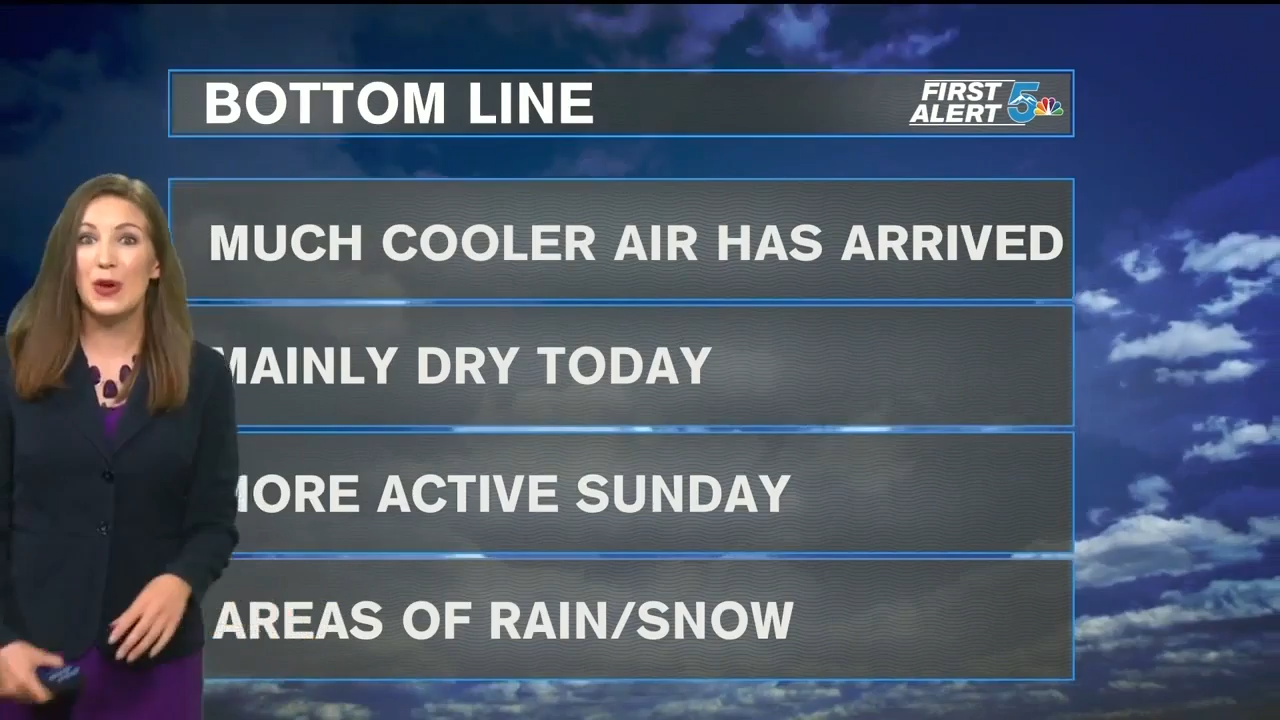 BOTTOM LINE
FIRST
ALERT 5
MUCH COOLER AIR HAS ARRIVED
MAINLY DRY TODAY
MORE ACTIVE SUNDAY
AREAS OF RAIN/SNOW